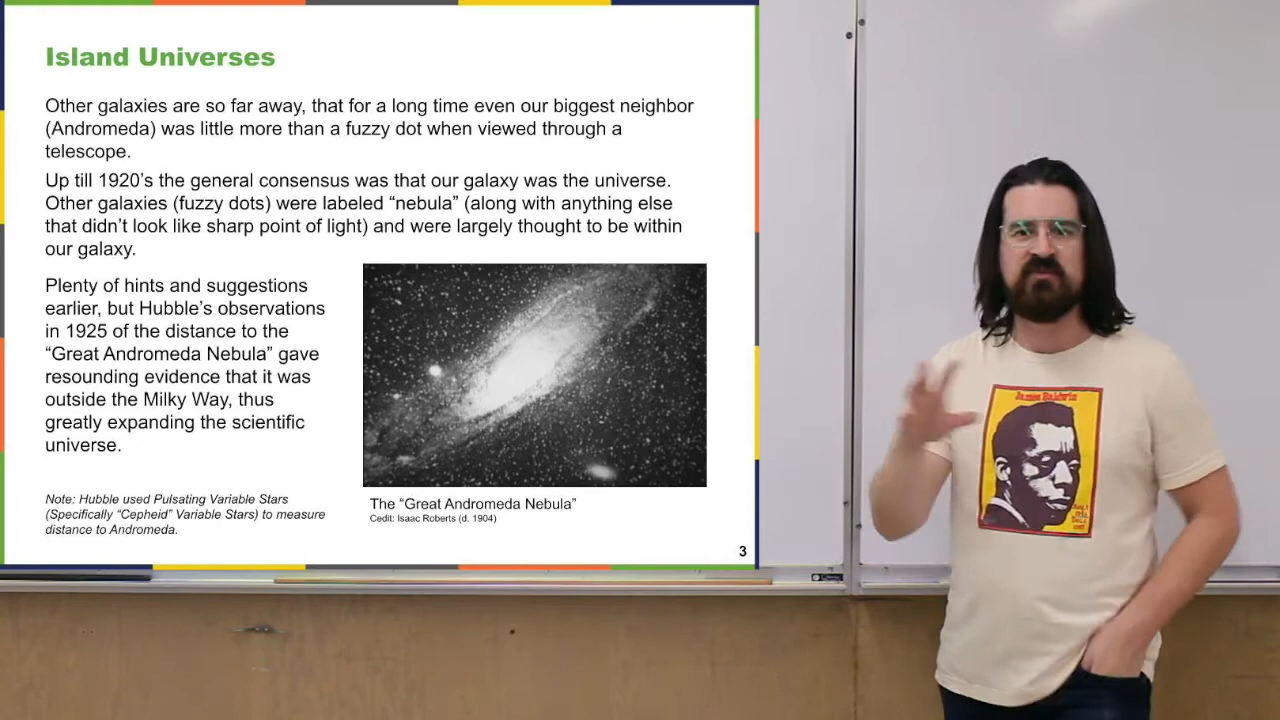 Island Universes
Other galaxies are so far away, that for a long time even our biggest neighbor
(Andromeda) was little more than a fuzzy dot when viewed through a
telescope.
Up till 1920’s the general consensus was that our galaxy was the universe.
Other galaxies (fuzzy dots) were labeled “nebula” (along with anything else
that didn’t look like sharp point of light) and were largely thought to be within
our galaxy.
Plenty of hints and suggestions
earlier, but Hubble’s observations
in 1925 of the distance to the
“Great Andromeda Nebula” gave
resounding evidence that it was
outside the Milky Way, thus
greatly expanding the scientific
universe.
Note: Hubble used Pulsating Variable Stars
(Specifically “Cepheid” Variable Stars) to measure
distance to Andromeda.
The “Great Andromeda Nebula”
Cedit: Isaac Roberts (d. 1904)
3
James Baldwin